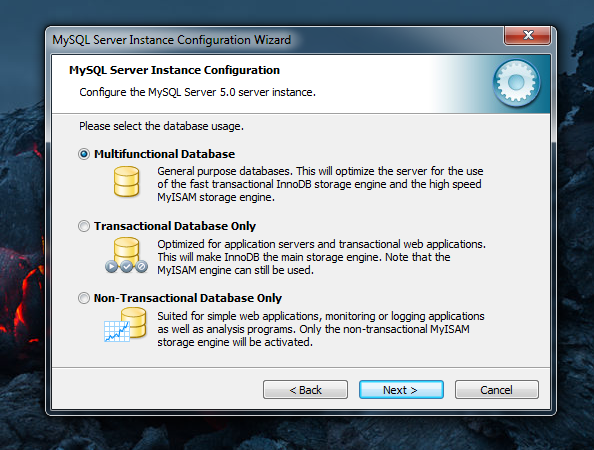 MySQL Server Instance Configuration Wizard
MySQL Server Instance Configuration
Configure the MySQL Server 5.0 server instance.
Please select the database usage.
Multifunctional Database
General purpose databases. This will optimize the server for the use
of the fast transactional InnoDB storage engine and the high speed
MyISAM storage engine.
Transactional Database Only
Optimized for application servers and transactional web applications.
This will make InnoDB the main storage engine. Note that the
MyISAM engine can still be used.
Non-Transactional Database Only
Suited for simple web applications, monitoring or logging applications
as well as analysis programs. Only the non-transactional MyISAM
storage engine will be activated.
< Back
Next >
Cancel